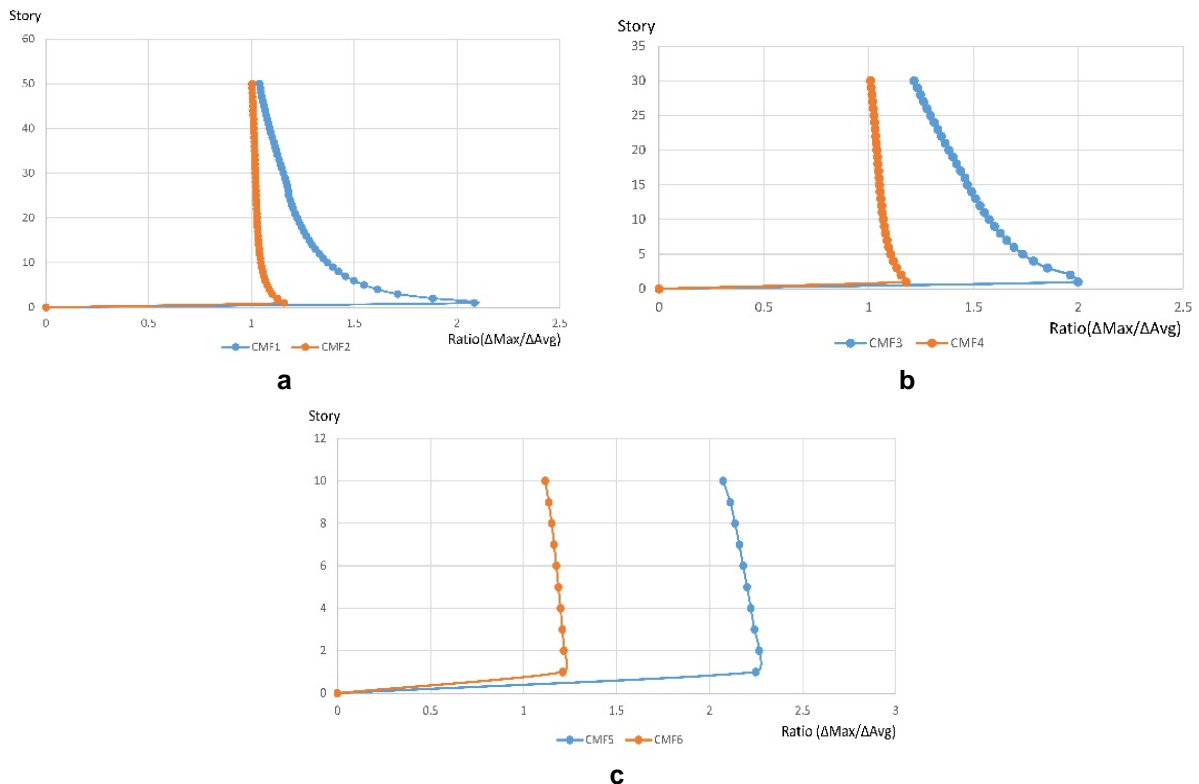 Story
60
50
40
30
20
10
0
0 0.5 1 1.5 2 2.5
Ratio(ΔMax/ΔAvg)
CMF1 CMF2
a
Story
35
30
25
20
15
10
5
0
0 0.5 1 1.5 2 2.5
Ratio(ΔMax/ΔAvg)
CMF3 CMF4
b
Story
12
10
8
6
4
2
0
0 0.5 1 1.5 2 2.5 3
Ratio (ΔMax/ΔAvg)
CMF5 CMF6
c